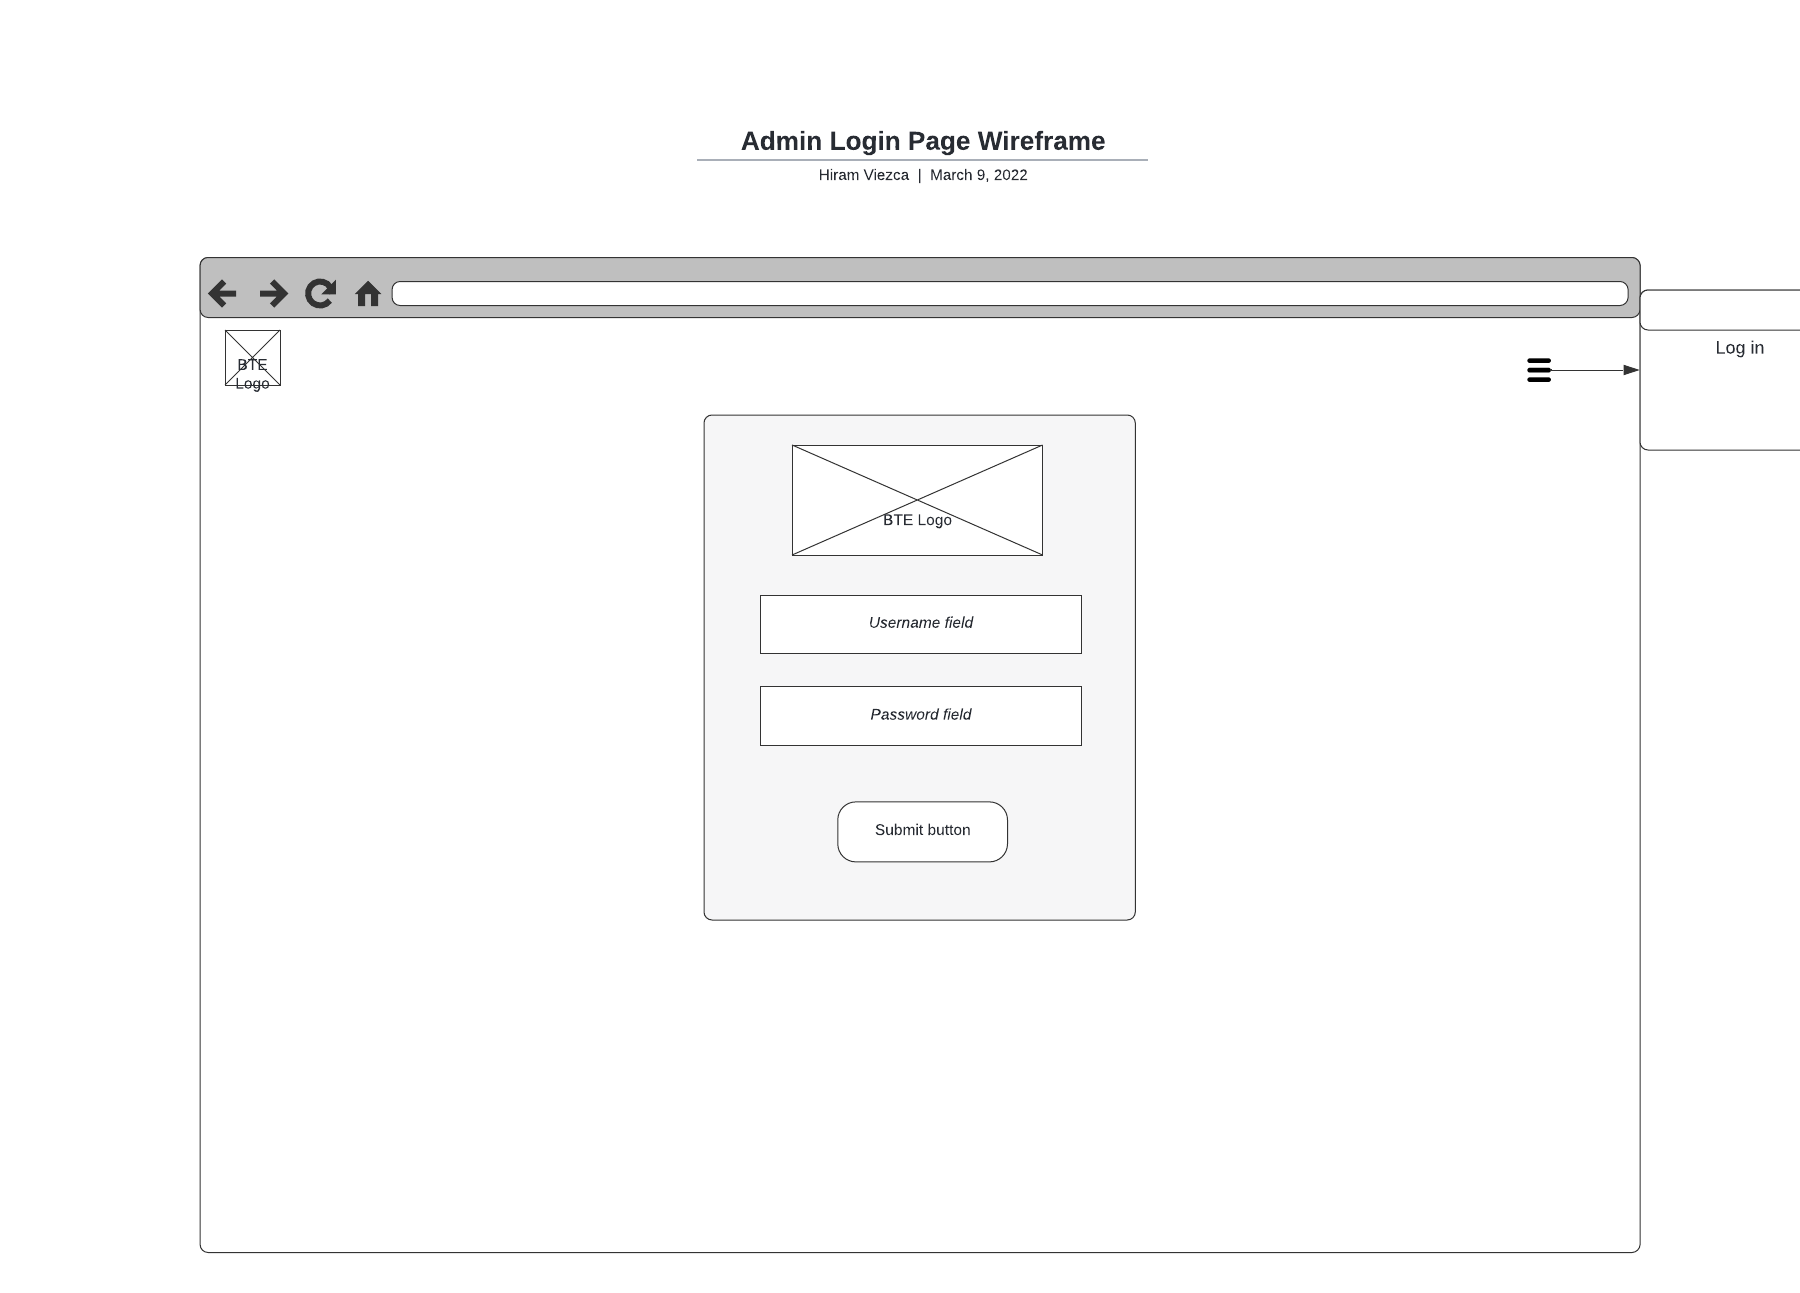 Admin Login Page Wireframe
Hiram Viezca | March 9, 2022
BTE
Logo
Log in
BTE Logo
Username field
Password field
Submit button